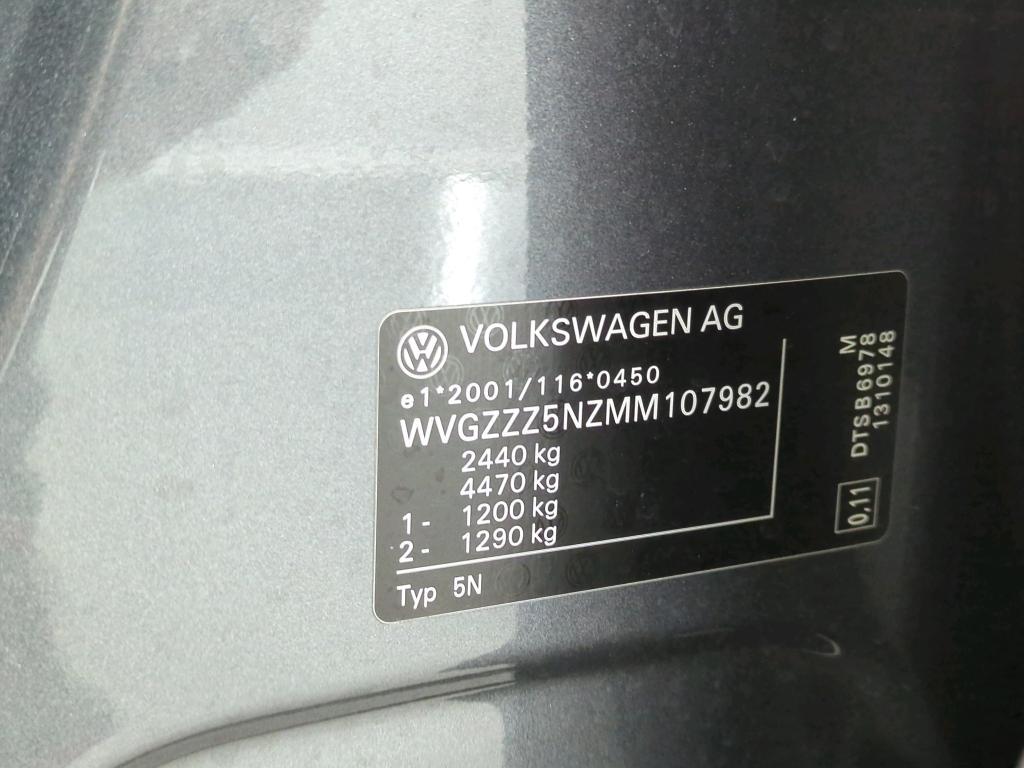 VOLKSWAGEN AG
e1*2001/116*0450
WVGZZZ5NZMM107982
2440 kg
4470 kg
1- 1200 kg
2- 1290 kg
Typ 5N
M
DTSB6978
1310148
0,11